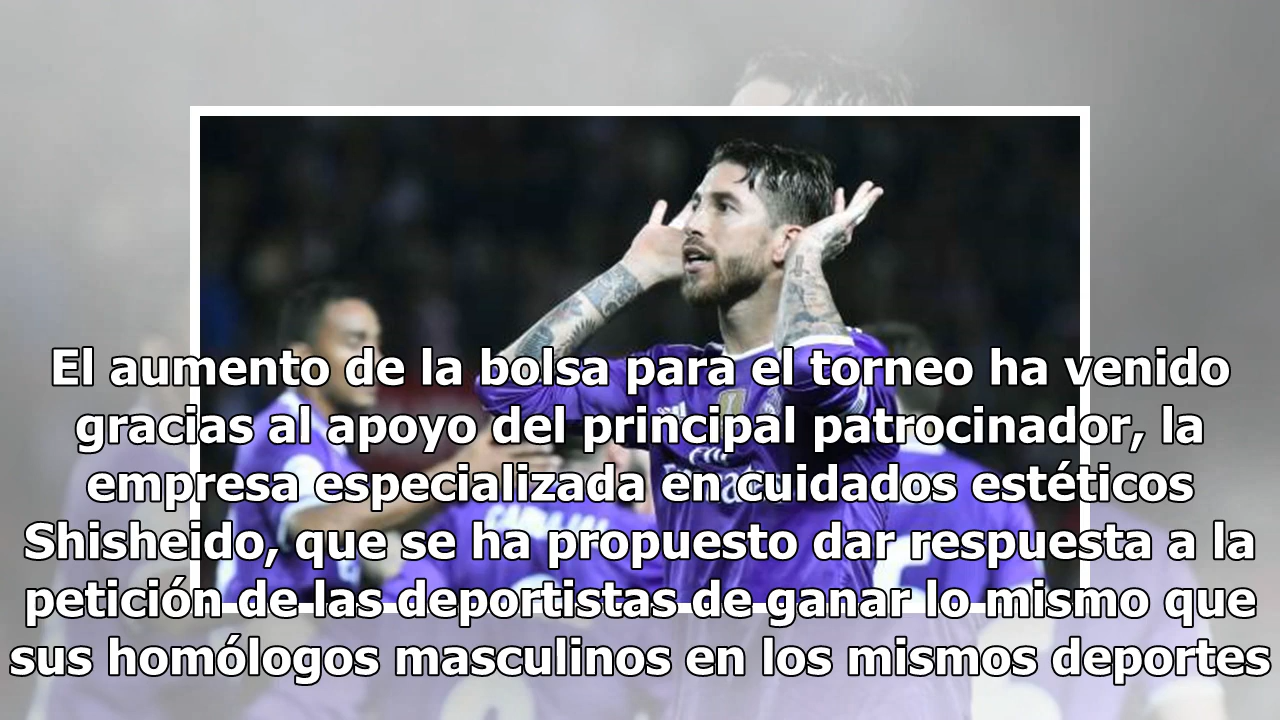 El aumento de la bolsa para el torneo ha venido
gracias al apoyo del principal patrocinador, la
empresa especializada en cuidados estéticos
Shisheido, que se ha propuesto dar respuesta a la
petición de las deportistas de ganar lo mismo que
sus homólogos masculinos en los mismos deportes